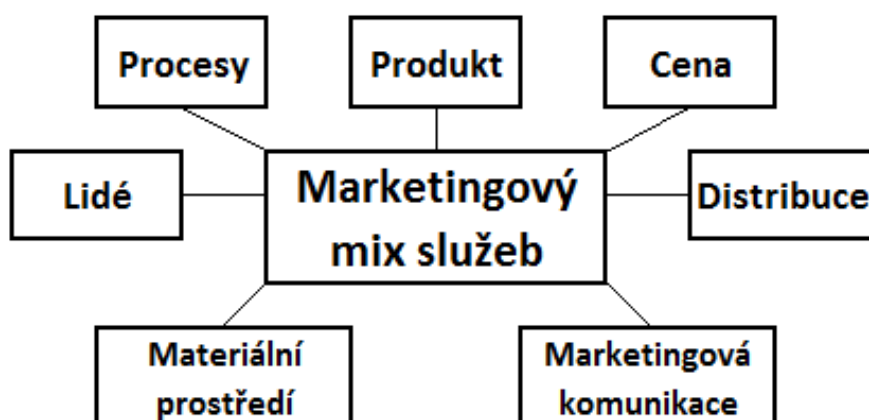 Procesy
Produkt
Cena
Lidé
Marketingový
mix služeb
Distribuce
Materiální
prostředí
Marketingová
komunikace